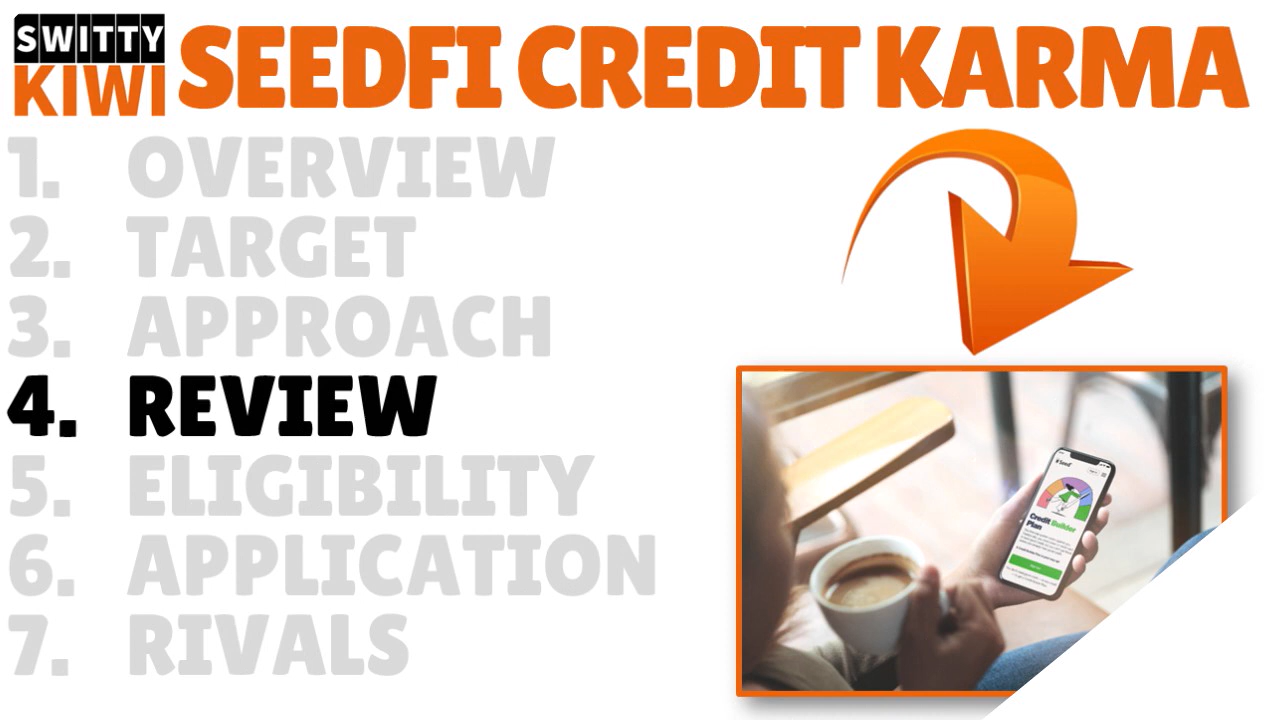 SWITTY
KIWI
SEEDFI CREDIT KARMA
1. OVERVIEW
2. TARGET
3. APPROACH
4. REVIEW
5. ELIGIBILITY
6. APPLICATION
7. RIVALS
Credit Builder
Plan